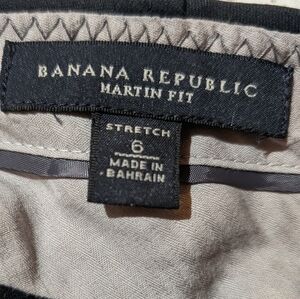 BANANA REPUBLIC
MARTIN FIT
STRETCH
6
MADE IN
BAHRAIN